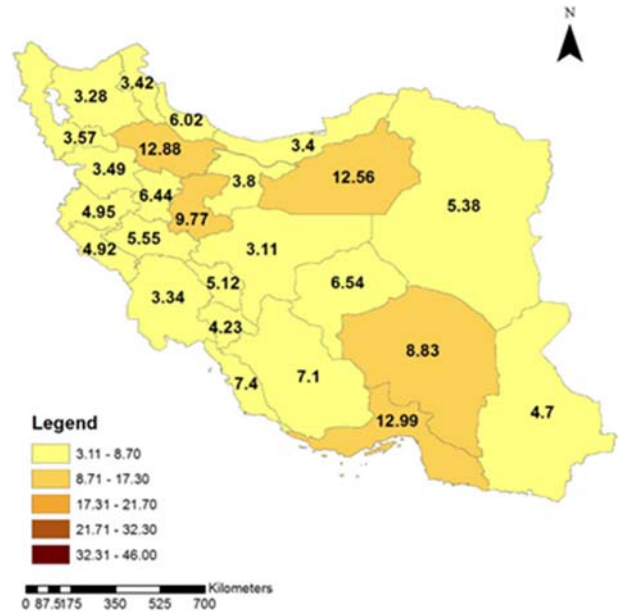 N
3.42
3.28
6.02
3.57
12.88
3.4
3.49
3.8
12.56
6.44
5.38
4.95
9.77
5.55
4.92
3.11
5.12
6.54
3.34
4.23
8.83
7.1
7.4
4.7
12.99
Legend
3.11 - 8.70
8.71 - 17.30
17.31 - 21.70
21.71 - 32.30
32.31 - 46.00
Kilometers
0 87.5175 350 525 700